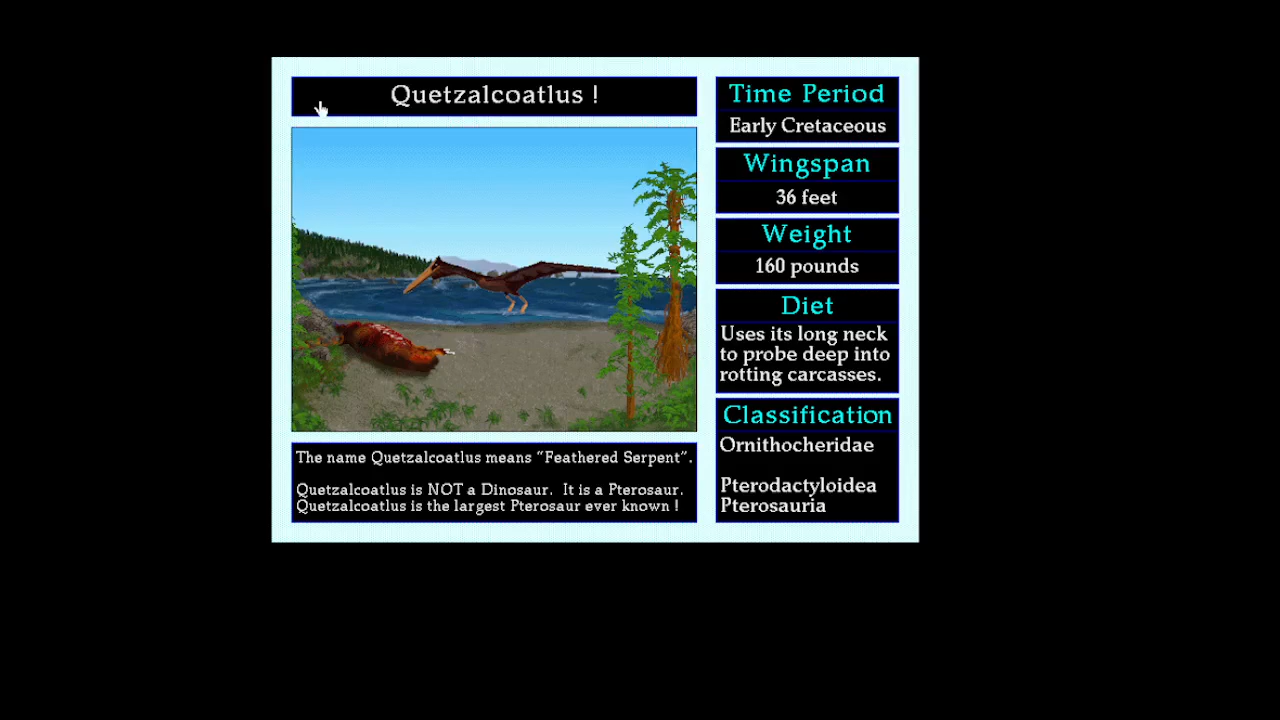 Quetzalcoatlus !
The name Quetzalcoatlus means “Feathered Serpent”.
Quetzalcoatlus is NOT a Dinosaur.  It is a Pterosaur.
Quetzalcoatlus is the largest Pterosaur ever known !
Time Period
Early Cretaceous
Wingspan
36 feet
Weight
160 pounds
Diet
Uses its long neck
to probe deep into
rotting carcasses.
Classification
Ornithocheridae
Pterodactyloidea
Pterosauria